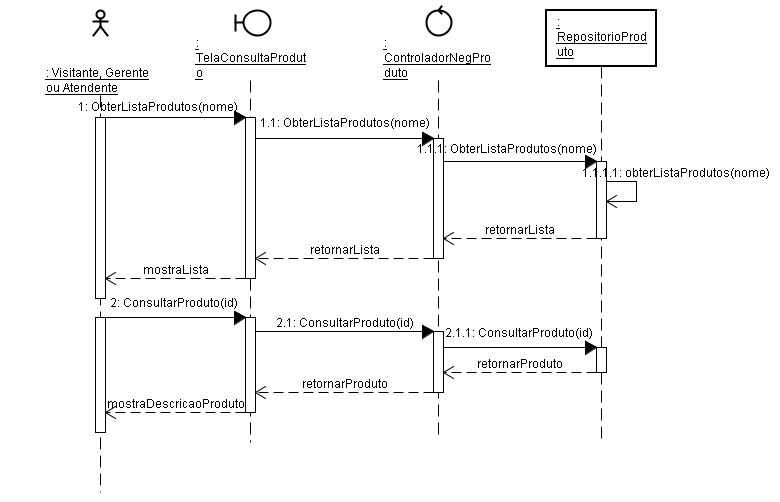 : Visitante, Gerente
ou Atendente
:
TelaConsultaProdut
o
:
ControladorNegPro
duto
:
RepositorioProd
uto
1: ObterListaProdutos(nome)
1.1: ObterListaProdutos(nome)
1.1.1: ObterListaProdutos(nome)
1.1.1.1: obterListaProdutos(nome)
retornarLista
retornarLista
mostraLista
2: ConsultarProduto(id)
2.1: ConsultarProduto(id)
2.1.1: ConsultarProduto(id)
retornarProduto
retornarProduto
mostraDescricaoProduto